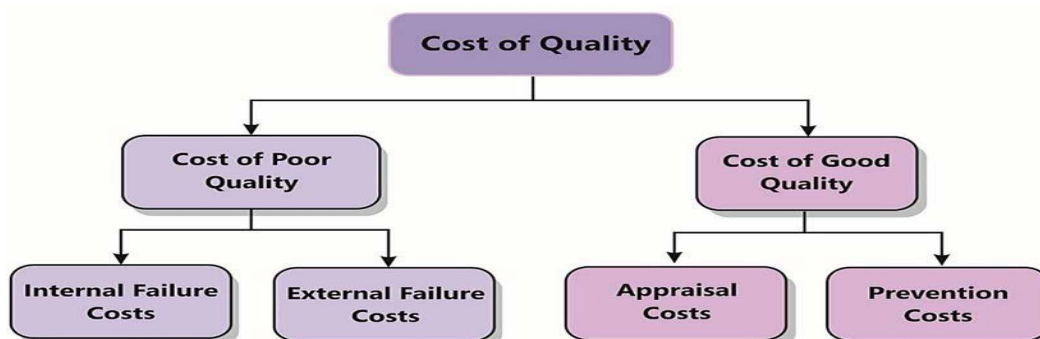 Cost of Quality
Cost of Poor
Quality
Cost of Good
Quality
Internal Failure
Costs
External Failure
Costs
Appraisal
Costs
Prevention
Costs